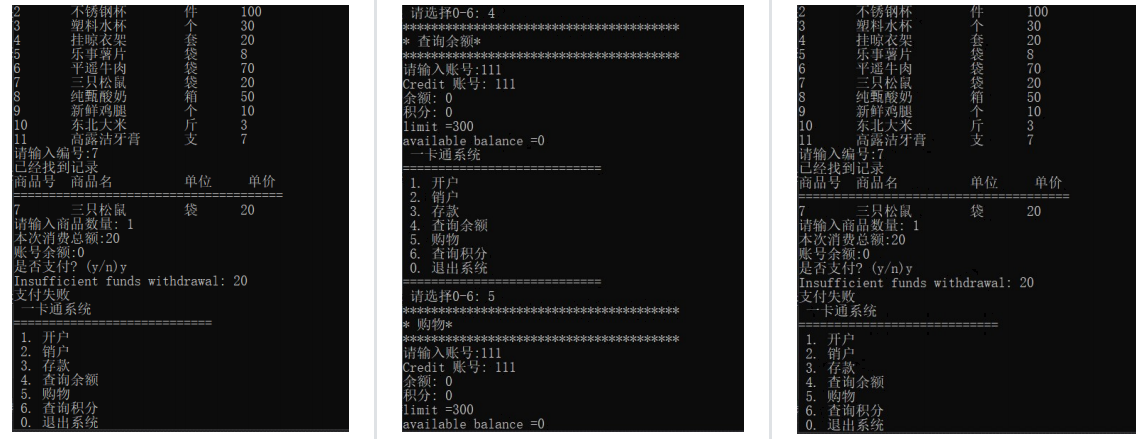 2 不锈钢杯 件 100
3 塑料水杯 个 30
4 挂晾衣架 套 20
5 乐事薯片 袋 8
6 平遥牛肉 袋 70
7 三只松鼠 袋 20
8 纯甄酸奶 箱 50
9 新鲜鸡腿 个 10
10 东北大米 斤 3
11 高露洁牙膏 支 7
请输入编号:7
已经找到记录
商品号 商品名 单位 单价
========================================
7 三只松鼠 袋 20
请输入商品数量: 1
本次消费总额:20
账号余额:0
是否支付? (y/n)y
Insufficient funds withdrawal: 20
支付失败
一卡通系统
============================
1. 开户
2. 销户
3. 存款
4. 查询余额
5. 购物
6. 查询积分
0. 退出系统
请选择0-6: 4
***************************************
* 查询余额*
***************************************
请输入账号:111
Credit 账号: 111
余额: 0
积分: 0
limit =300
available balance =0
一卡通系统
============================
1. 开户
2. 销户
3. 存款
4. 查询余额
5. 购物
6. 查询积分
0. 退出系统
============================
请选择0-6: 5
***************************************
* 购物*
***************************************
请输入账号:111
Credit 账号: 111
余额: 0
积分: 0
limit =300
available balance =0
2 不锈钢杯 件 100
3 塑料水杯 个 30
4 挂晾衣架 套 20
5 乐事薯片 袋 8
6 平遥牛肉 袋 70
7 三只松鼠 袋 20
8 纯甄酸奶 箱 50
9 新鲜鸡腿 个 10
10 东北大米 斤 3
11 高露洁牙膏 支 7
请输入编号:7
已经找到记录
商品号 商品名 单位 单价
========================================
7 三只松鼠 袋 20
请输入商品数量: 1
本次消费总额:20
账号余额:0
是否支付? (y/n)y
Insufficient funds withdrawal: 20
支付失败
一卡通系统
============================
1. 开户
2. 销户
3. 存款
4. 查询余额
5. 购物
6. 查询积分
0. 退出系统